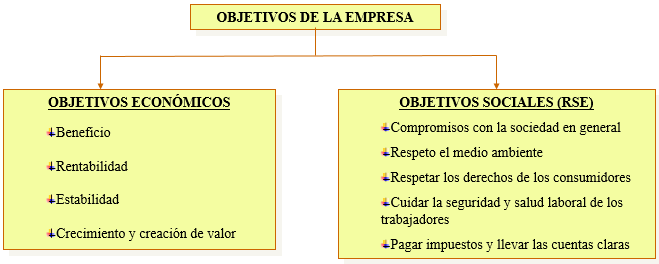 OBJETIVOS DE LA EMPRESA
OBJETIVOS ECONÓMICOS
Beneficio
Rentabilidad
Estabilidad
Crecimiento y creación de valor
OBJETIVOS SOCIALES (RSE)
Compromisos con la sociedad en general
Respeto el medio ambiente
Respetar los derechos de los consumidores
Cuidar la seguridad y salud laboral de los
trabajadores
Pagar impuestos y llevar las cuentas claras